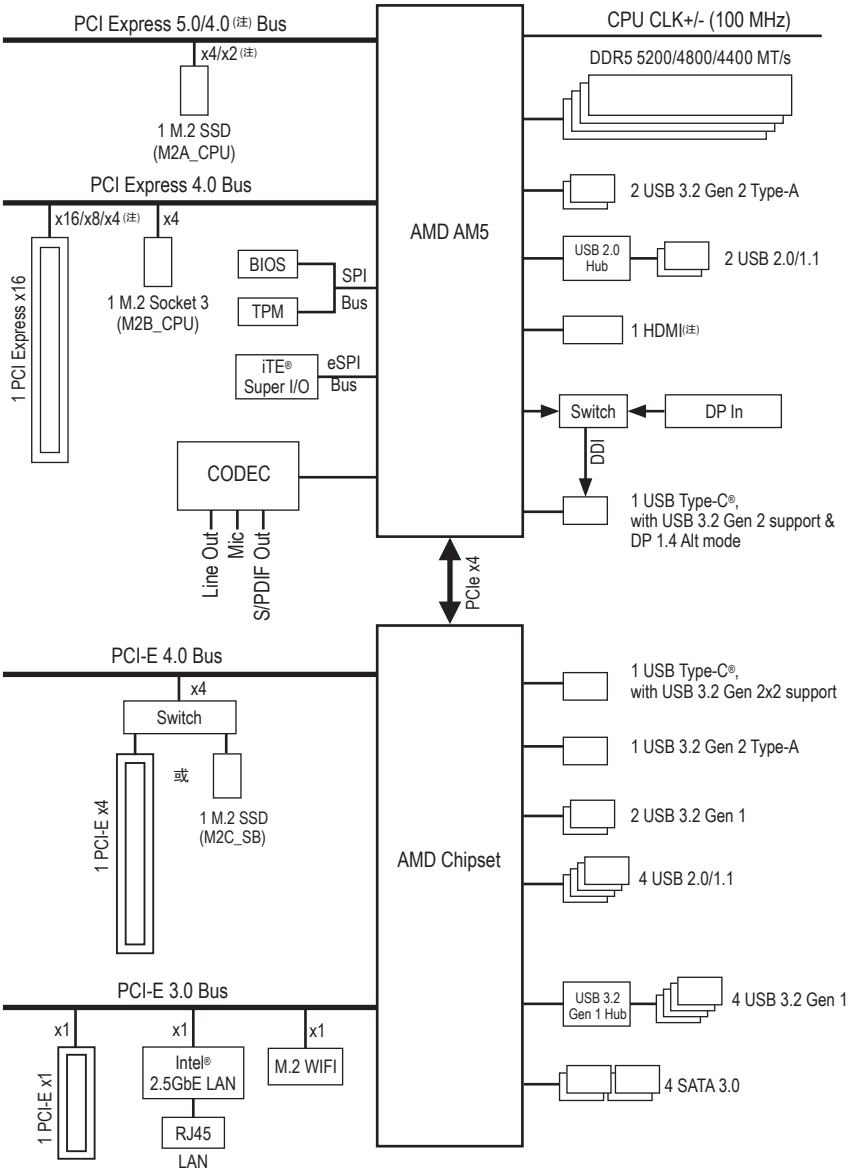 PCI Express 5.0/4.0 (注) Bus
x4/x2 (注)
1 M.2 SSD
(M2A_CPU)
PCI Express 4.0 Bus
x16/x8/x4 (注)
x4
1 PCI Express x16
1 M.2 Socket 3
(M2B_CPU)
BIOS
TPM
SPI
Bus
iTE®
Super I/O
eSPI
Bus
CODEC
Line Out
Mic
S/PDIF Out
AMD AM5
CPU CLK+/- (100 MHz)
DDR5 5200/4800/4400 MT/s
2 USB 3.2 Gen 2 Type-A
USB 2.0
Hub
2 USB 2.0/1.1
1 HDMI(注)
Switch
DP In
DDI
1 USB Type-C®,
with USB 3.2 Gen 2 support &
DP 1.4 Alt mode
PCIe x4
PCI-E 4.0 Bus
x4
Switch
1 PCI-E x4
或
1 M.2 SSD
(M2C_SB)
PCI-E 3.0 Bus
x1
x1
x1
1 PCI-E x1
Intel®
2.5GbE LAN
M.2 WIFI
RJ45
LAN
AMD Chipset
1 USB Type-C®,
with USB 3.2 Gen 2x2 support
1 USB 3.2 Gen 2 Type-A
2 USB 3.2 Gen 1
4 USB 2.0/1.1
USB 3.2
Gen 1 Hub
4 USB 3.2 Gen 1
4 SATA 3.0